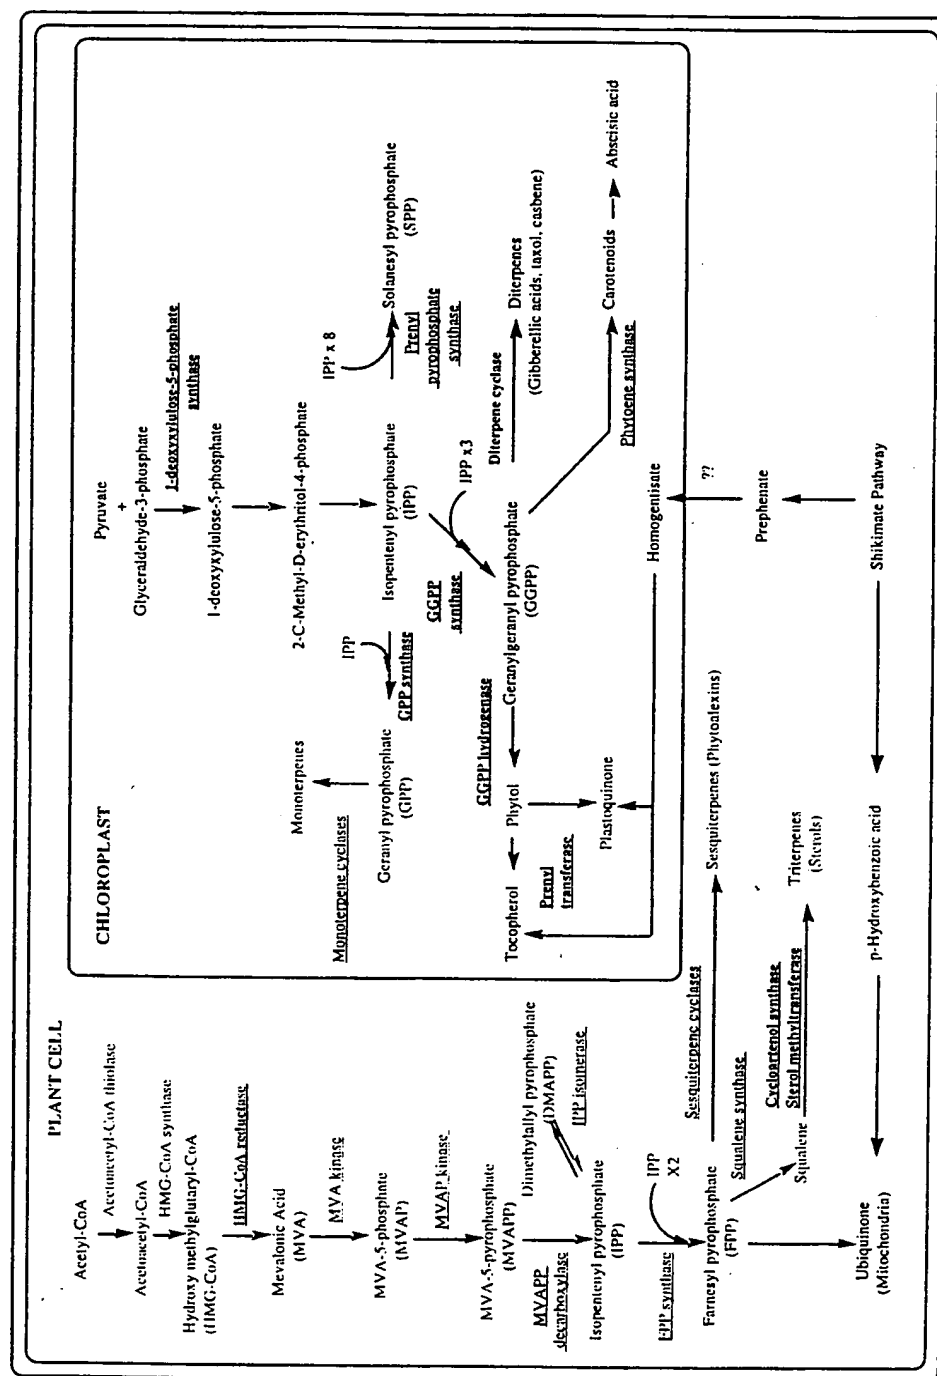 PLANT CELL
Acetyl-CoA
Acetoacetyl-CoA thiolase
Acetoacetyl-CoA
HMG-CoA synthase
Hydroxy methylglutaryl-CoA
(HMG-CoA)
HMG-CoA reductase
Mevalonic Acid
(MVA)
MVA kinase
MVA-5-phosphate
(MVAP)
MVAP kinase
MVA-5-pyrophosphate
(MVAPP)
MVAPP
decarboxylase
Dimethylallyl pyrophosphate
(DMAPP)
IPP isomerase
Isopentenyl pyrophosphate
(IPP)
IPP
X2
FPP synthase
Farnesyl pyrophosphate
(FPP)
Sesquiterpene cyclases
Sesquiterpenes (Phytoalexins)
Squalene synthase
Squalene
Cycloartenol synthase
Sterol methyltransferase
Triterpenes
(Sterols)
Ubiquinone
(Mitochondria)
p-Hydroxybenzoic acid
Shikimate Pathway
Prephenate
??
CHLOROPLAST
Pyruvate
+
Glyceraldehyde-3-phosphate
1-deoxyxylulose-5-phosphate
synthase
1-deoxyxylulose-5-phosphate
2-C-Methyl-D-erythritol-4-phosphate
Isopentenyl pyrophosphate
(IPP)
IPP x 8
Solanesyl pyrophosphate
(SPP)
Prenyl
pyrophosphate
synthase
IPP
GPP synthase
Geranyl pyrophosphate
(GPP)
Monoterpene cyclases
Monoterpenes
GGPP
synthase
IPP x3
Geranylgeranyl pyrophosphate
(GGPP)
Diterpene cyclase
Diterpenes
(Gibberellic acids, taxol, casbene)
Phytoene synthase
Carotenoids
Abscisic acid
GGPP hydrogenase
Phytol
Prenyl
transferase
Tocopherol
Plastoquinone
Homogentisate